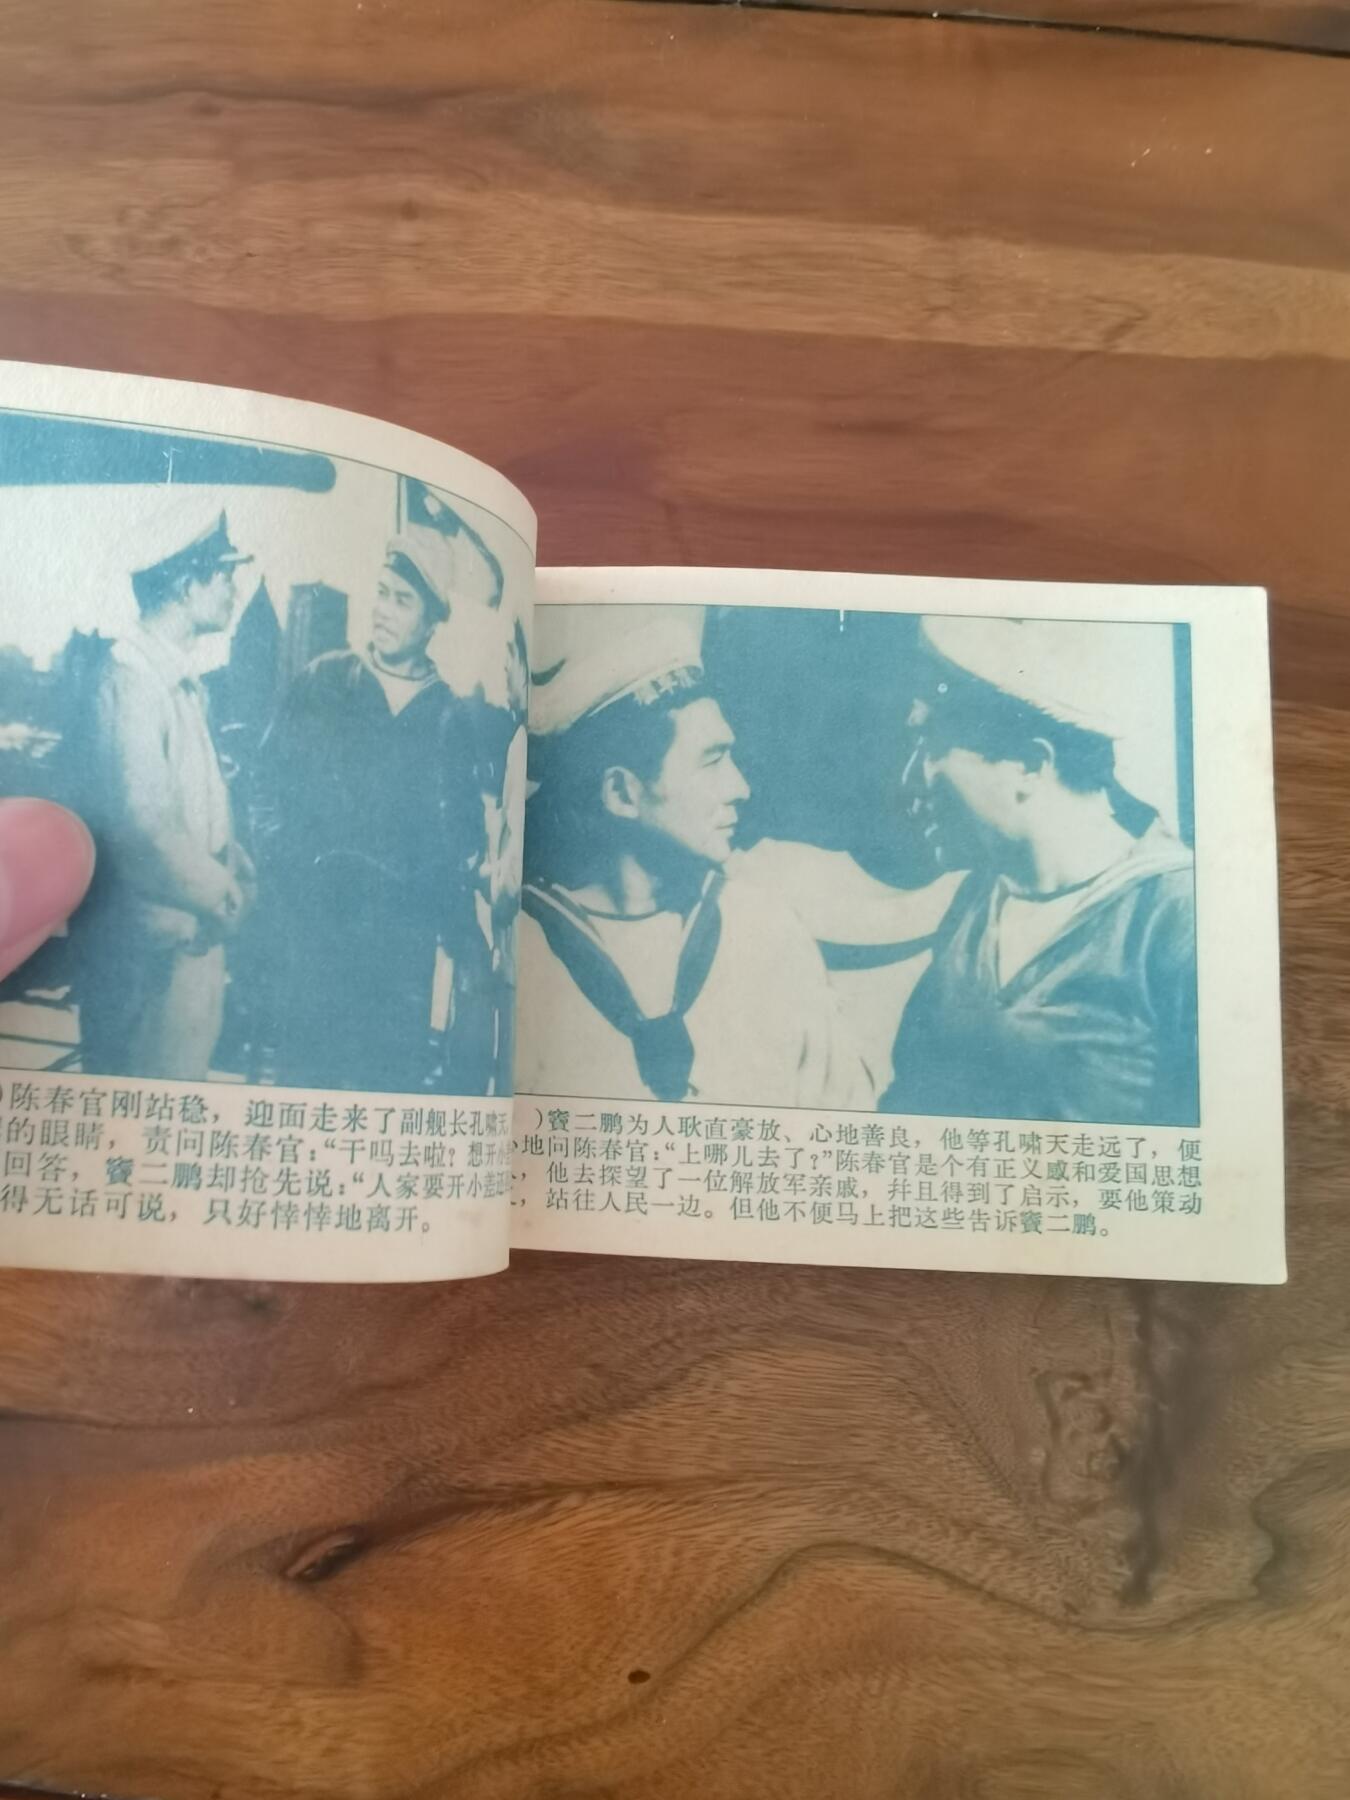 )陈春官刚站稳，迎面走来了副舰长孔啸天
的眼睛，责问陈春官：“干吗去啦？想开小
回答，窦二鹏却抢先说：“人家要开小差还
得无话可说，只好悻悻地离开。
)窦二鹏为人耿直豪放、心地善良，他等孔啸天走远了，便
地问陈春官：“上哪儿去了？”陈春官是个有正义感和爱国思想
，他去探望了一位解放军亲戚，并且得到了启示，要他策动
，站往人民一边。但他不便马上把这些告诉窦二鹏。